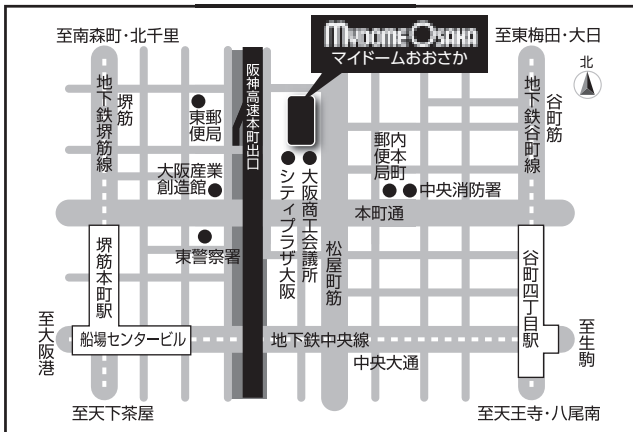 至南森町・北千里
MYDOME OSAKA
マイドームおおさか
至東梅田・大日
北
地下鉄堺筋線
堺筋
東郵便局
阪神高速本町出口
地下鉄谷町線
谷町筋
大阪産業
創造館
内本町
郵便局
中央消防署
シティプラザ大阪
大阪商工会議所
本町通
東警察署
松屋町筋
堺筋本町駅
谷町四丁目駅
至大阪港
船場センタービル
地下鉄中央線
中央大通
至生駒
至天下茶屋
至天王寺・八尾南